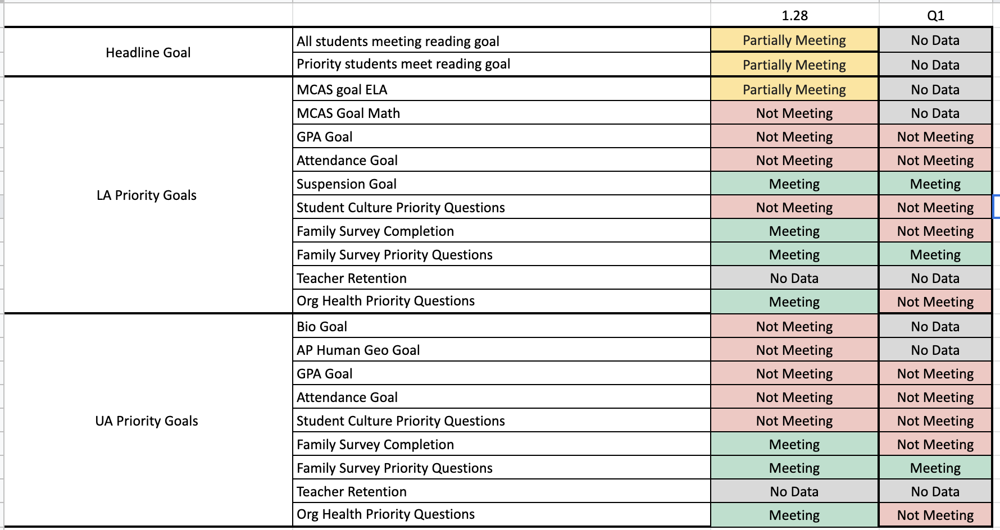 1.28 Q1
Headline Goal
All students meeting reading goal Partially Meeting No Data
Priority students meet reading goal Partially Meeting No Data
LA Priority Goals
MCAS goal ELA Partially Meeting No Data
MCAS Goal Math Not Meeting No Data
GPA Goal Not Meeting Not Meeting
Attendance Goal Not Meeting Not Meeting
Suspension Goal Meeting Meeting
Student Culture Priority Questions Not Meeting Not Meeting
Family Survey Completion Meeting Not Meeting
Family Survey Priority Questions Meeting Meeting
Teacher Retention No Data No Data
Org Health Priority Questions Meeting Not Meeting
UA Priority Goals
Bio Goal Not Meeting No Data
AP Human Geo Goal Not Meeting No Data
GPA Goal Not Meeting Not Meeting
Attendance Goal Not Meeting Not Meeting
Student Culture Priority Questions Not Meeting Not Meeting
Family Survey Completion Meeting Not Meeting
Family Survey Priority Questions Meeting Meeting
Teacher Retention No Data No Data
Org Health Priority Questions Meeting Not Meeting